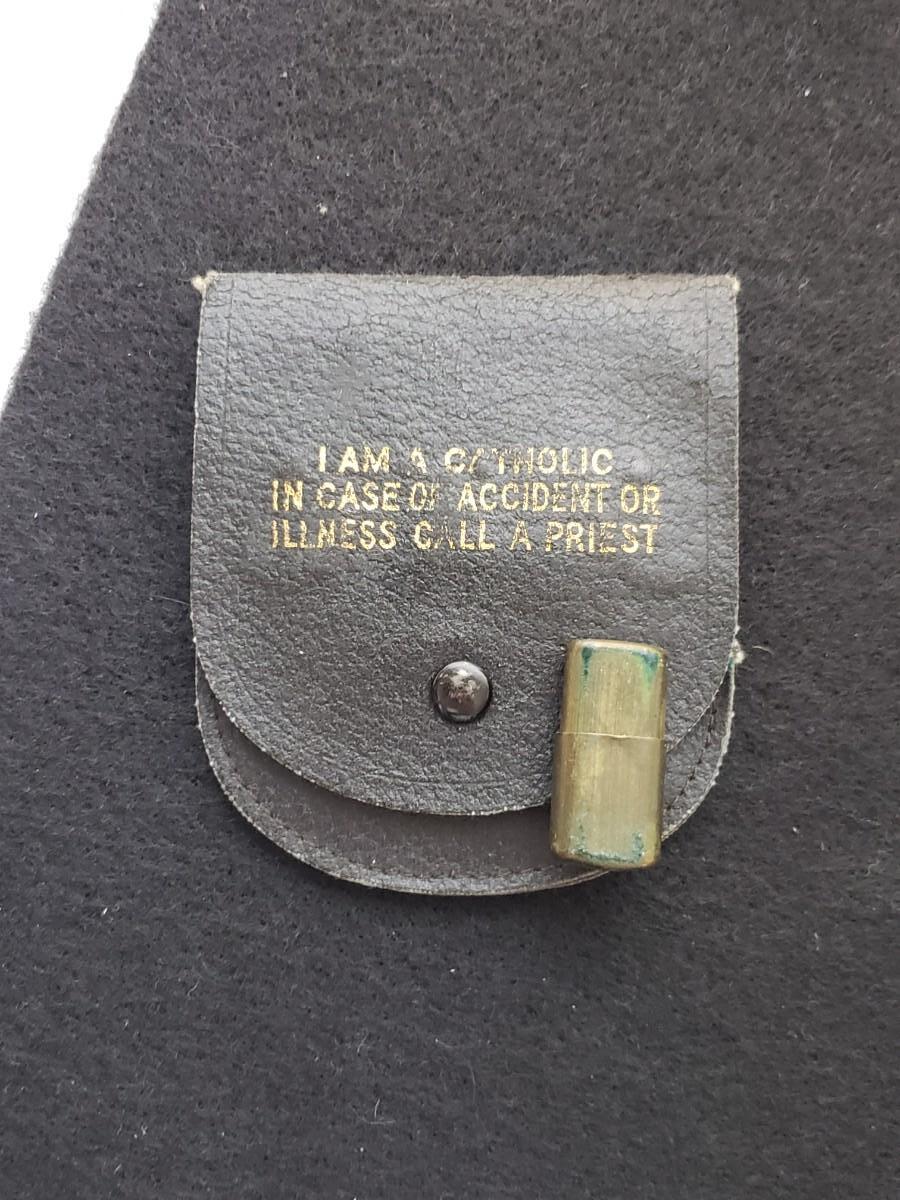 I AM A CATHOLIC
IN CASE OF ACCIDENT OR
ILLNESS CALL A PRIEST